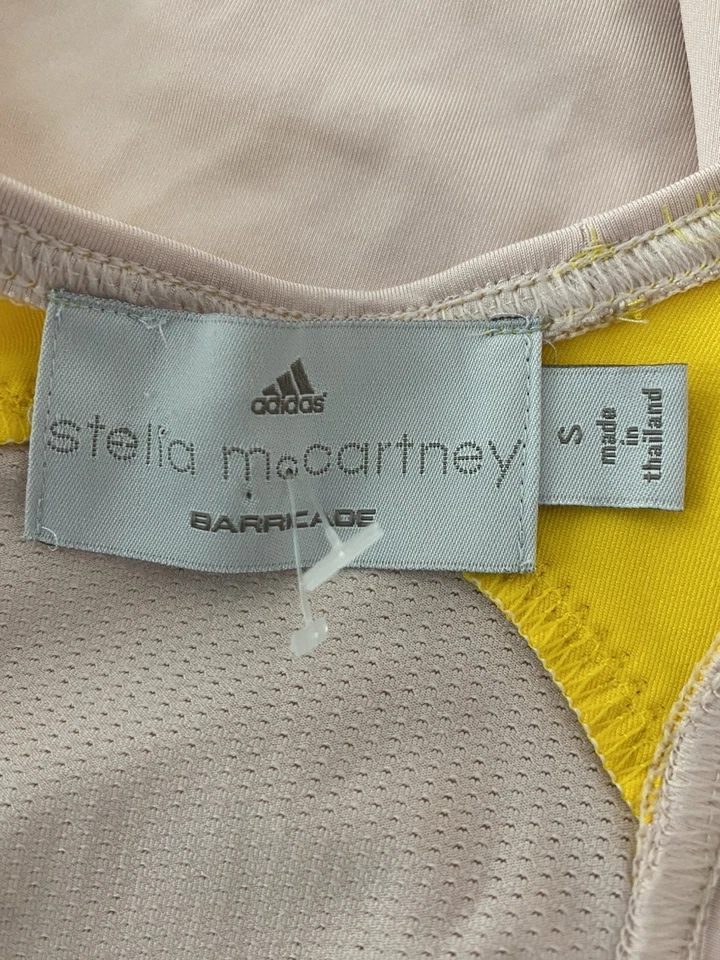 adidas
stella mccartney
BARRICADE
S
made
in
thailand